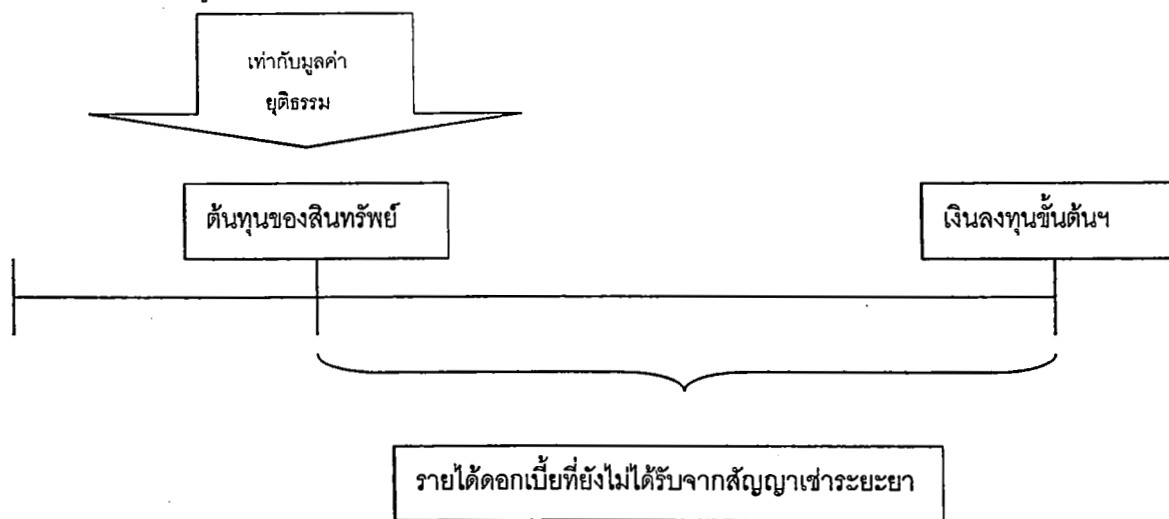 เท่ากับมูลค่า
ยุติธรรม
ต้นทุนของสินทรัพย์
เงินลงทุนขั้นต้นฯ
รายได้ดอกเบี้ยที่ยังไม่ได้รับจากสัญญาเช่าระยะยา